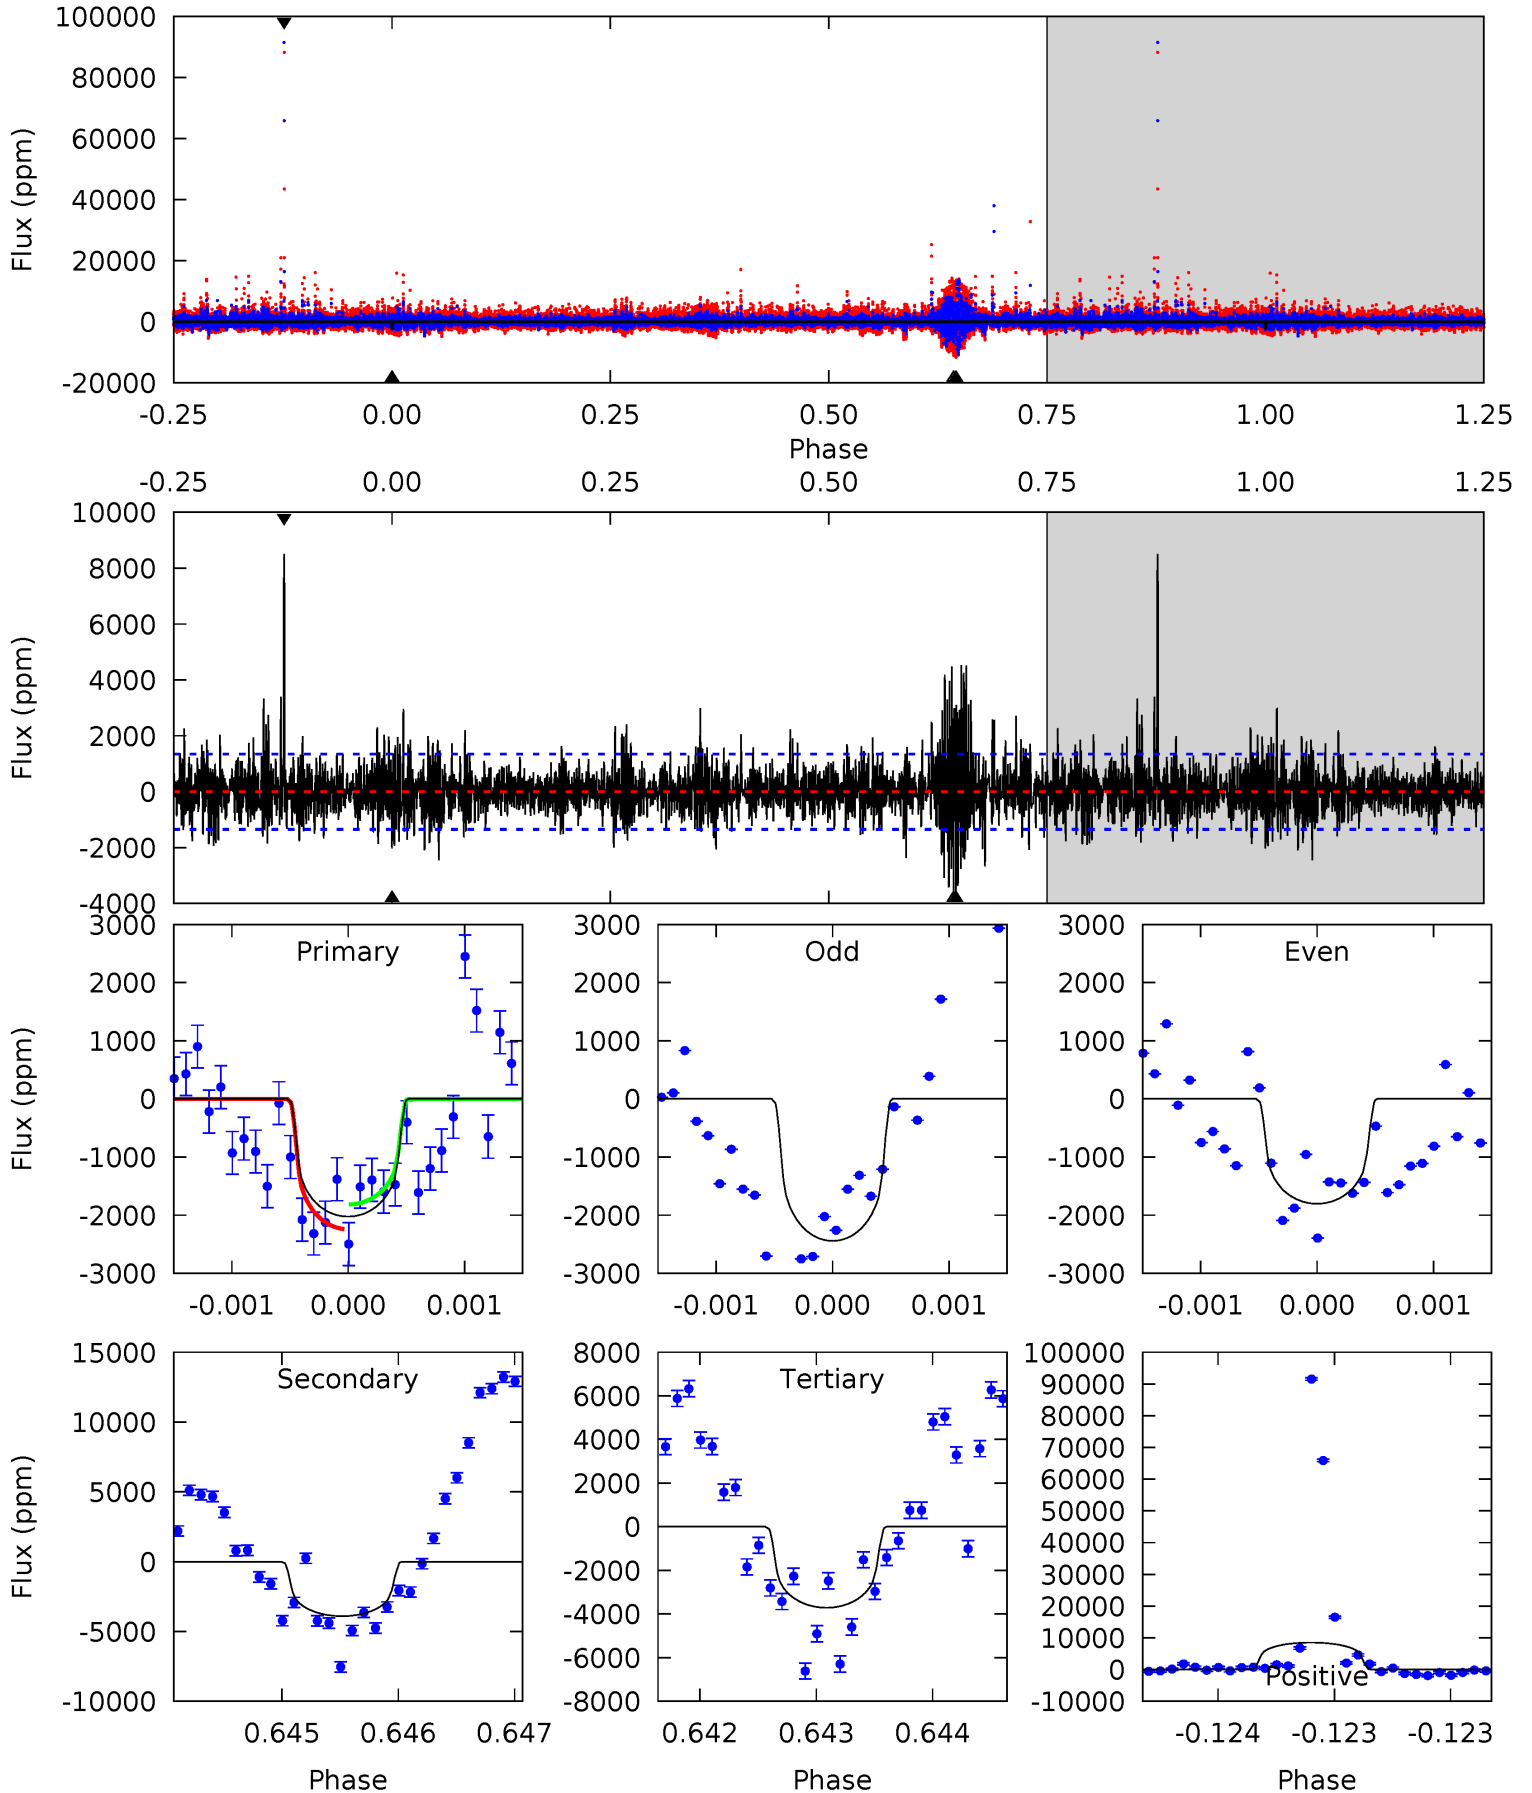 100000
80000
60000
40000
20000
0
-20000
Flux (ppm)
-0.25 0.00 0.25 0.50 0.75 1.00 1.25
Phase
-0.25 0.00 0.25 0.50 0.75 1.00 1.25
10000
8000
6000
4000
2000
0
-2000
-4000
Flux (ppm)
Primary
3000
2000
1000
0
-1000
-2000
-3000
Flux (ppm)
-0.001 0.000 0.001
Odd
3000
2000
1000
0
-1000
-2000
-3000
-0.001 0.000 0.001
Even
3000
2000
1000
0
-1000
-2000
-3000
-0.001 0.000 0.001
Secondary
15000
10000
5000
0
-5000
-10000
Flux (ppm)
0.645 0.646 0.647
Phase
Tertiary
8000
6000
4000
2000
0
-2000
-4000
-6000
-8000
0.642 0.643 0.644
Phase
100000
90000
80000
70000
60000
50000
40000
30000
20000
10000
0
-10000
Positive
-0.124 -0.123 -0.123
Phase